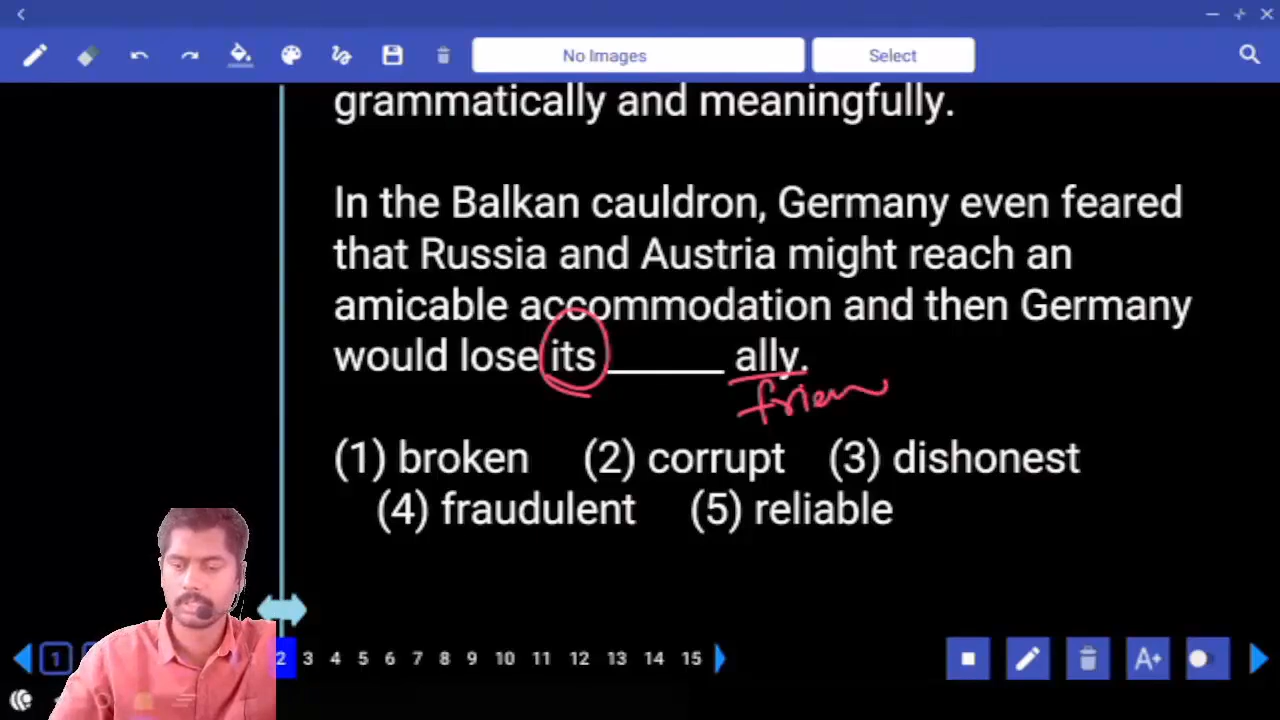 No Images
Select
grammatically and meaningfully.
In the Balkan cauldron, Germany even feared
that Russia and Austria might reach an
amicable accommodation and then Germany
would lose its ______ ally.
(1) broken (2) corrupt (3) dishonest
(4) fraudulent (5) reliable
1 2 3 4 5 6 7 8 9 10 11 12 13 14 15
A+